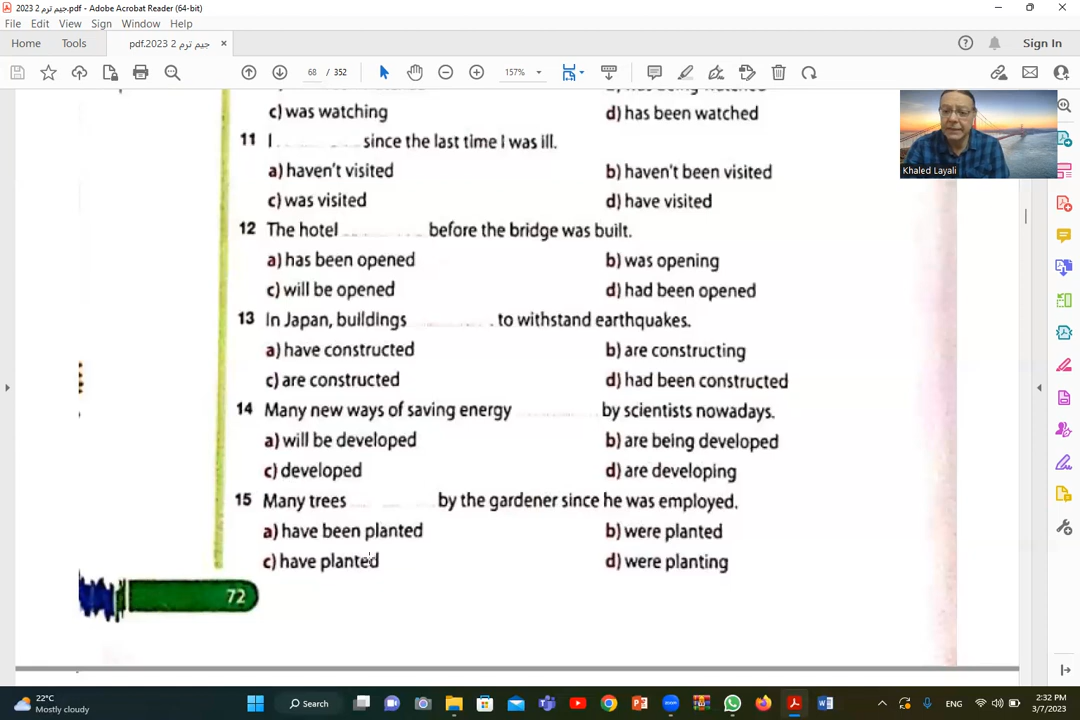 جيم ترم 2 2023.pdf - Adobe Acrobat Reader (64-bit)
File Edit View Sign Window Help
Home Tools جيم ترم 2 2023.pdf × Sign In
68 / 352 157%
c) was watching d) has been watched
11 I since the last time I was ill.
a) haven't visited b) haven't been visited
c) was visited d) have visited
12 The hotel before the bridge was built.
a) has been opened b) was opening
c) will be opened d) had been opened
13 In Japan, buildings to withstand earthquakes.
a) have constructed b) are constructing
c) are constructed d) had been constructed
14 Many new ways of saving energy by scientists nowadays.
a) will be developed b) are being developed
c) developed d) are developing
15 Many trees by the gardener since he was employed.
a) have been planted b) were planted
c) have planted d) were planting
72
Khaled Layali
22°C
Mostly cloudy
Search
ENG
2:32 PM
3/7/2023